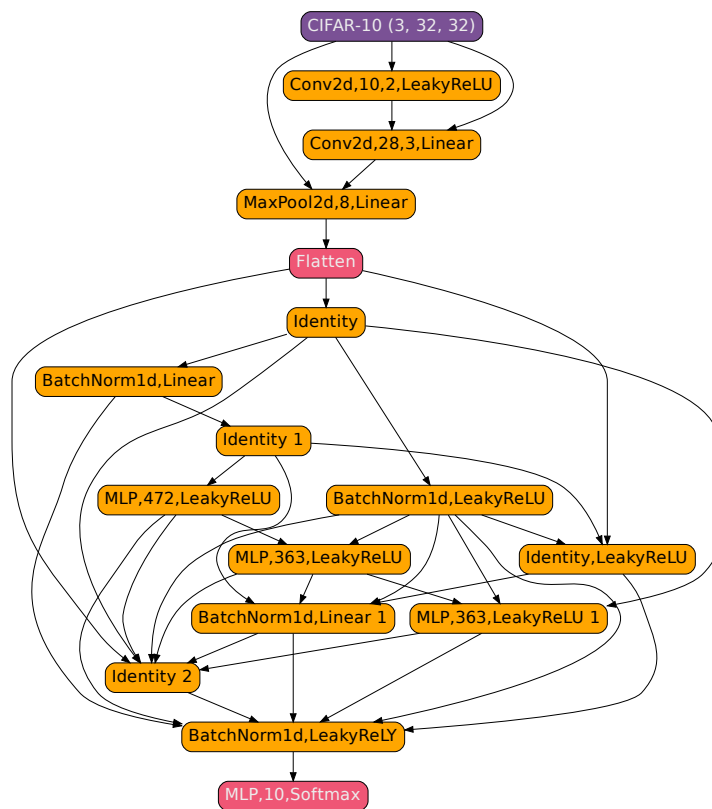 CIFAR-10 (3, 32, 32)
Conv2d,10,2,LeakyReLU
Conv2d,28,3,Linear
MaxPool2d,8,Linear
Flatten
Identity
BatchNorm1d,Linear
Identity 1
MLP,472,LeakyReLU
BatchNorm1d,LeakyReLU
MLP,363,LeakyReLU
Identity,LeakyReLU
BatchNorm1d,Linear 1
MLP,363,LeakyReLU 1
Identity 2
BatchNorm1d,LeakyReLY
MLP,10,Softmax